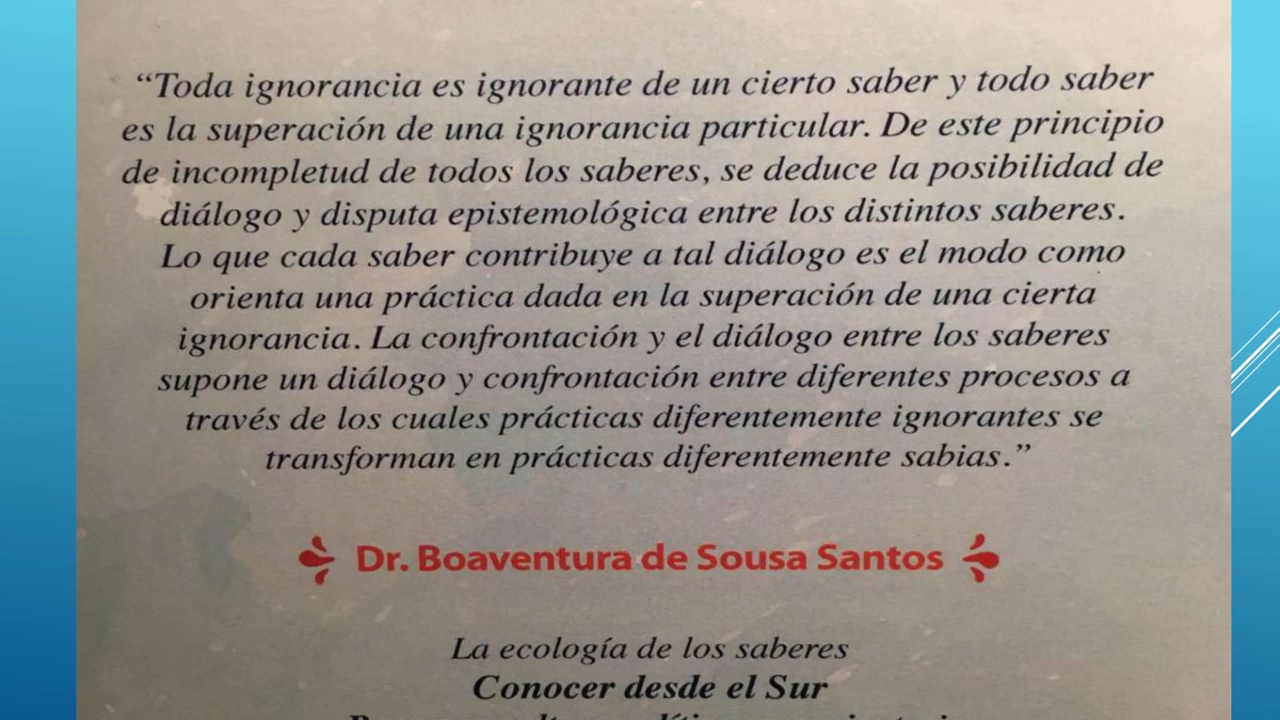 “Toda ignorancia es ignorante de un cierto saber y todo saber
es la superación de una ignorancia particular. De este principio
de incompletud de todos los saberes, se deduce la posibilidad de
diálogo y disputa epistemológica entre los distintos saberes.
Lo que cada saber contribuye a tal diálogo es el modo como
orienta una práctica dada en la superación de una cierta
ignorancia. La confrontación y el diálogo entre los saberes
supone un diálogo y confrontación entre diferentes procesos a
través de los cuales prácticas diferentemente ignorantes se
transforman en prácticas diferentemente sabias.”
Dr. Boaventura de Sousa Santos
La ecología de los saberes
Conocer desde el Sur